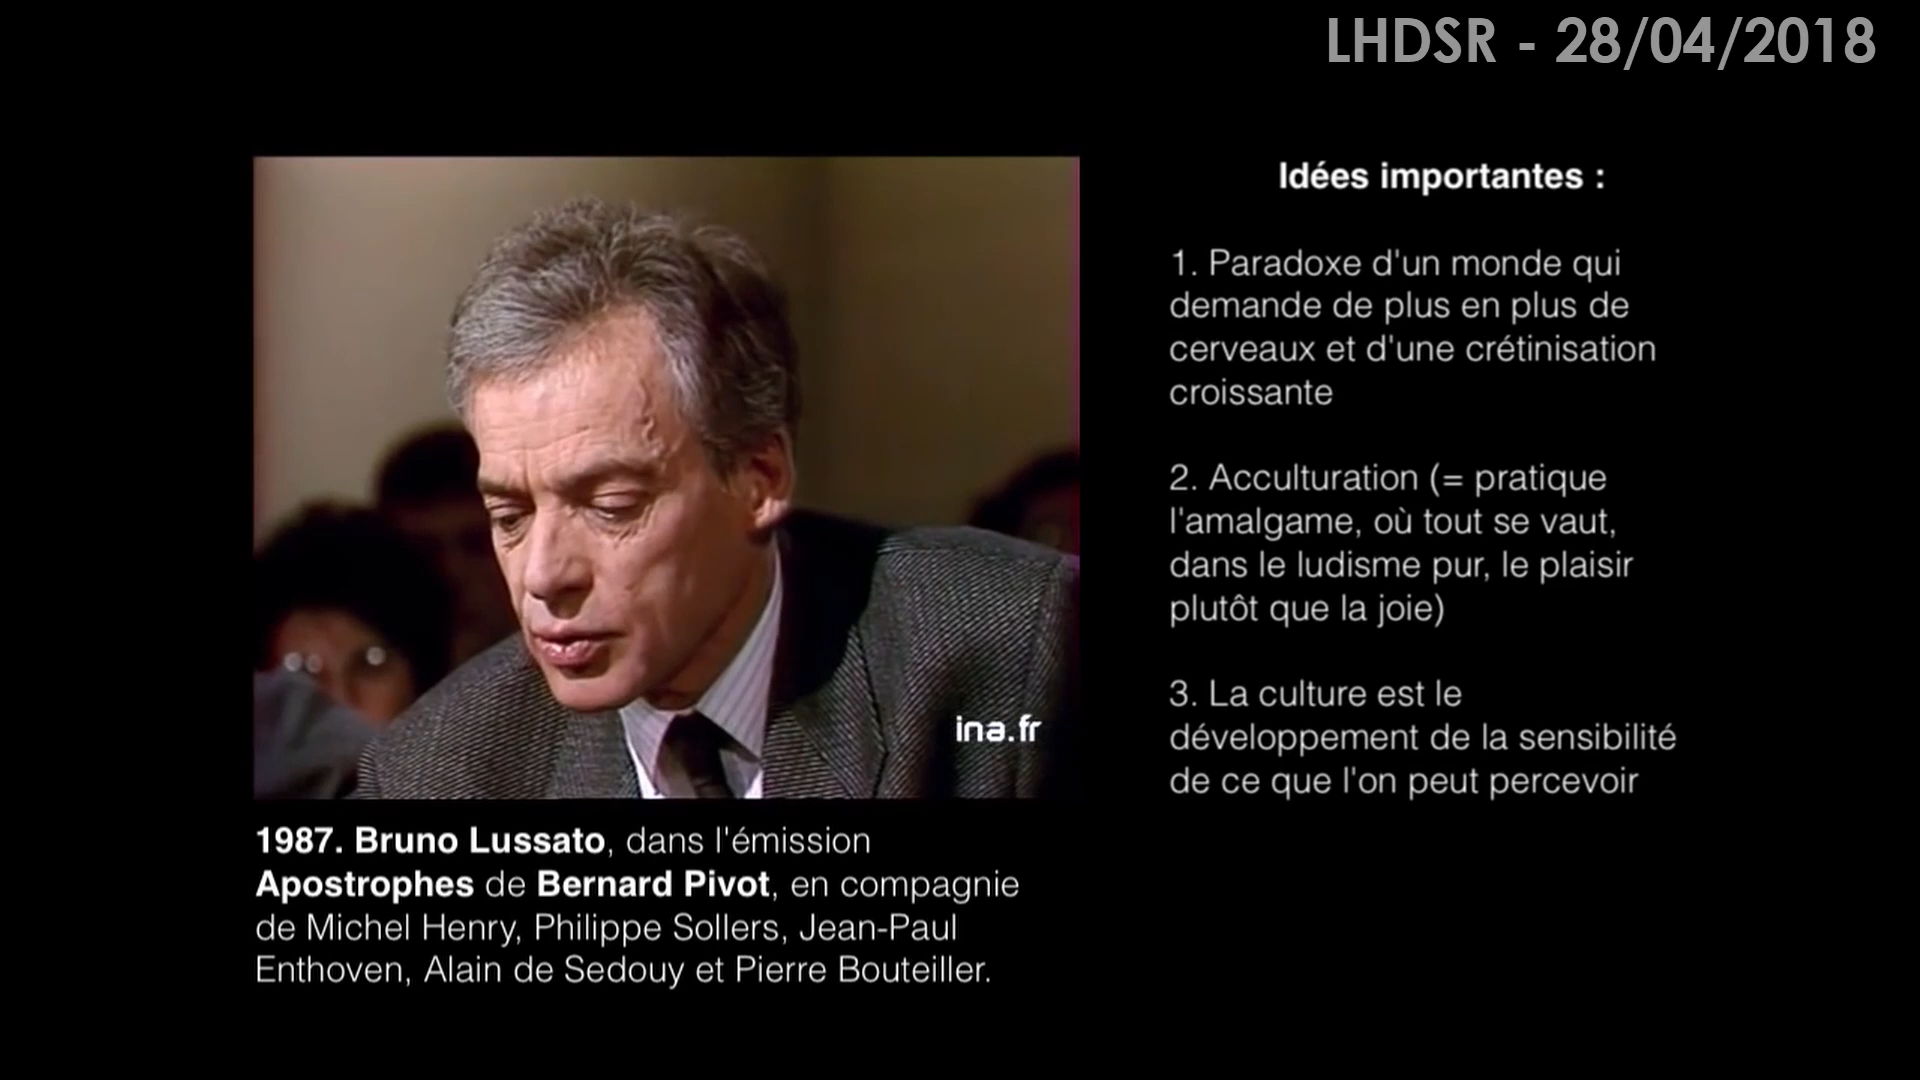 LHDSR - 28/04/2018
ina.fr
1987. Bruno Lussato, dans l'émission
Apostrophes de Bernard Pivot, en compagnie
de Michel Henry, Philippe Sollers, Jean-Paul
Enthoven, Alain de Sedouy et Pierre Bouteiller.
Idées importantes :
1. Paradoxe d'un monde qui
demande de plus en plus de
cerveaux et d'une crétinisation
croissante
2. Acculturation (= pratique
l'amalgame, où tout se vaut,
dans le ludisme pur, le plaisir
plutôt que la joie)
3. La culture est le
développement de la sensibilité
de ce que l'on peut percevoir